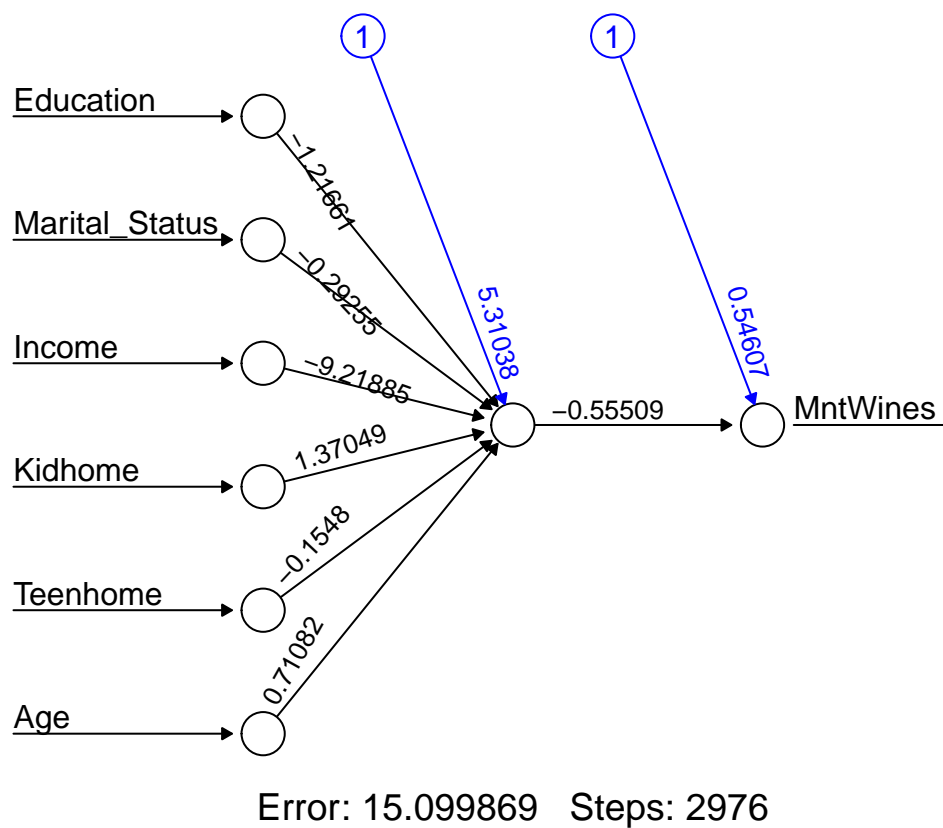 1
1
Education
−1.21661
Marital_Status
−0.29255
5.31038
0.54607
Income
−9.21885
−0.55509
MntWines
Kidhome
1.37049
Teenhome
−0.1548
Age
0.71082
Error: 15.099869 Steps: 2976